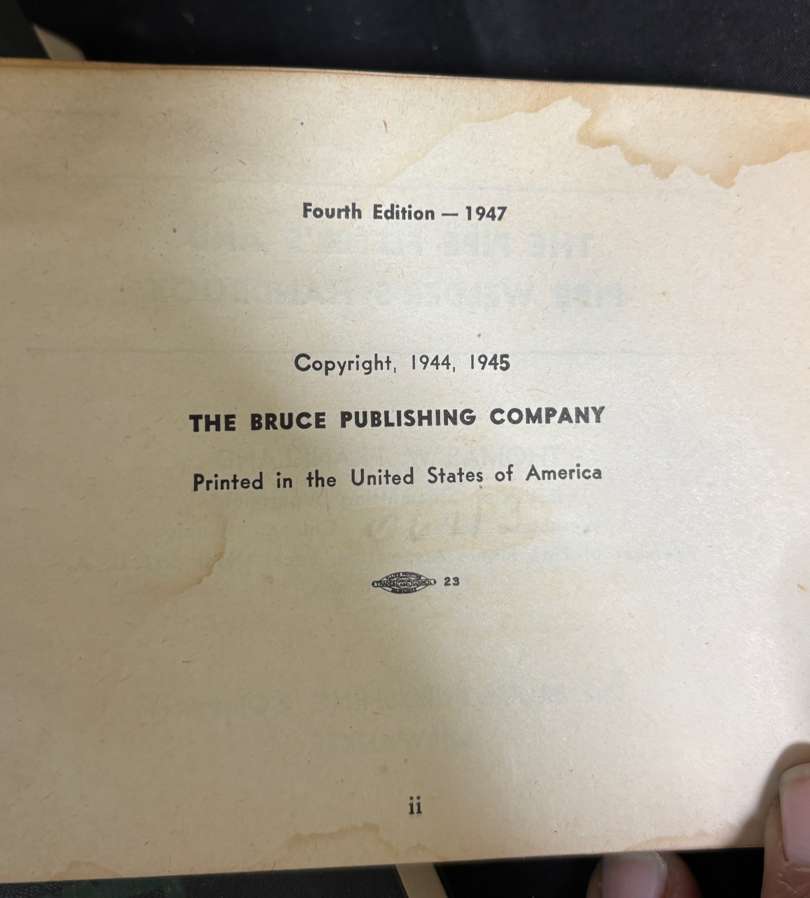 Fourth Edition — 1947
Copyright, 1944, 1945
THE BRUCE PUBLISHING COMPANY
Printed in the United States of America
23
ii